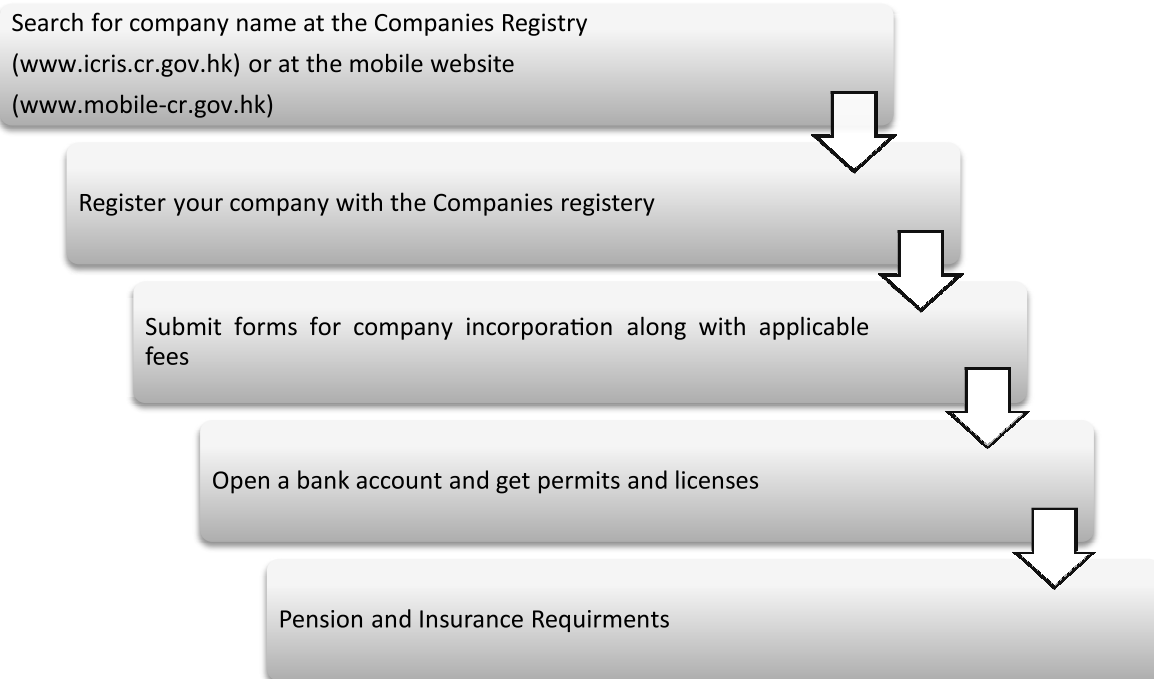 Search for company name at the Companies Registry
(www.icris.cr.gov.hk) or at the mobile website
(www.mobile-cr.gov.hk)
Register your company with the Companies registery
Submit forms for company incorporation along with applicable
fees
Open a bank account and get permits and licenses
Pension and Insurance Requirments